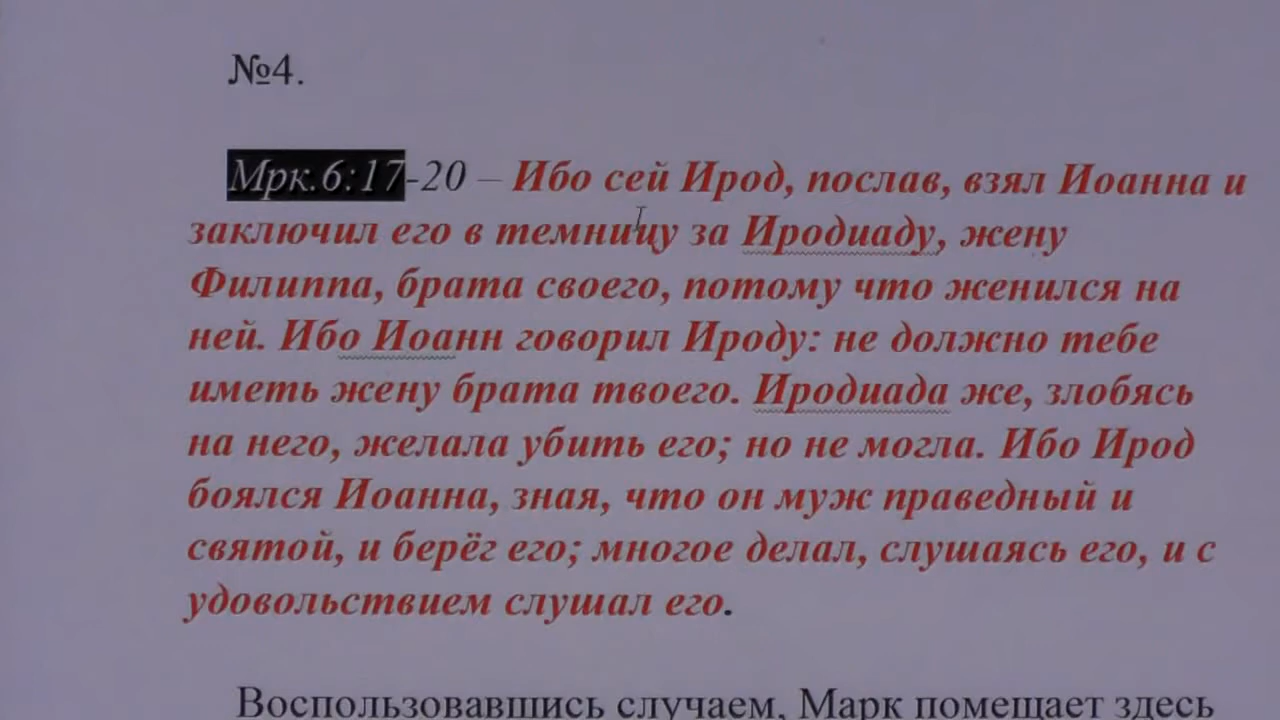 №4.
Мрк.6:17-20 – Ибо сей Ирод, послав, взял Иоанна и
заключил его в темницу за Иродиаду, жену
Филиппа, брата своего, потому что женился на
ней. Ибо Иоанн говорил Ироду: не должно тебе
иметь жену брата твоего. Иродиада же, злобясь
на него, желала убить его; но не могла. Ибо Ирод
боялся Иоанна, зная, что он муж праведный и
святой, и берёг его; многое делал, слушаясь его, и с
удовольствием слушал его.
Воспользовавшись случаем, Марк помещает здесь